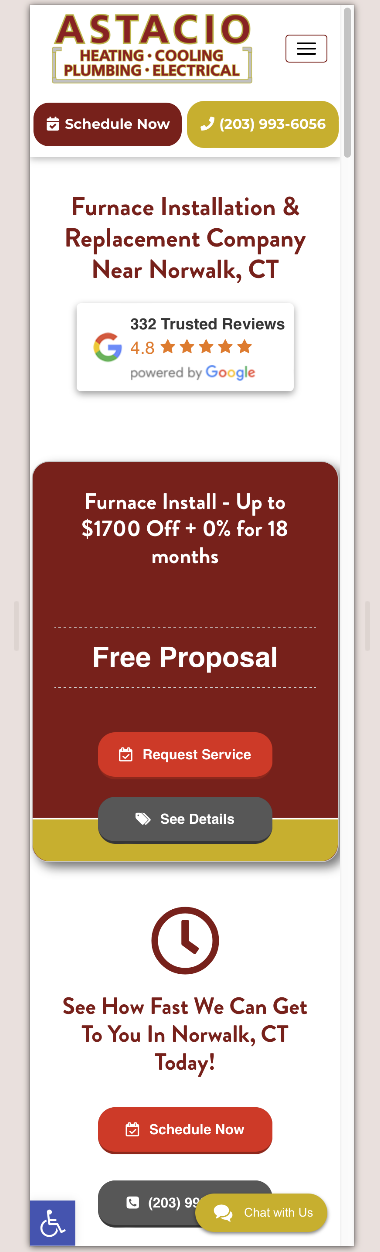 ASTACIO
HEATING · COOLING
PLUMBING · ELECTRICAL
Schedule Now
(203) 993-6056
Furnace Installation &
Replacement Company
Near Norwalk, CT
332 Trusted Reviews
4.8
powered by Google
Furnace Install - Up to
$1700 Off + 0% for 18
months
Free Proposal
Request Service
See Details
See How Fast We Can Get
To You In Norwalk, CT
Today!
Schedule Now
(203) 99
Chat with Us